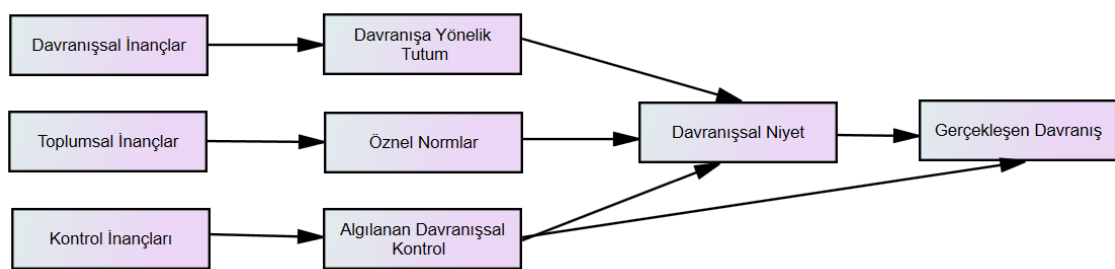 Davranışsal İnançlar
Davranışa Yönelik
Tutum
Toplumsal İnançlar
Öznel Normlar
Davranışsal Niyet
Gerçekleşen Davranış
Kontrol İnançları
Algılanan Davranışsal
Kontrol